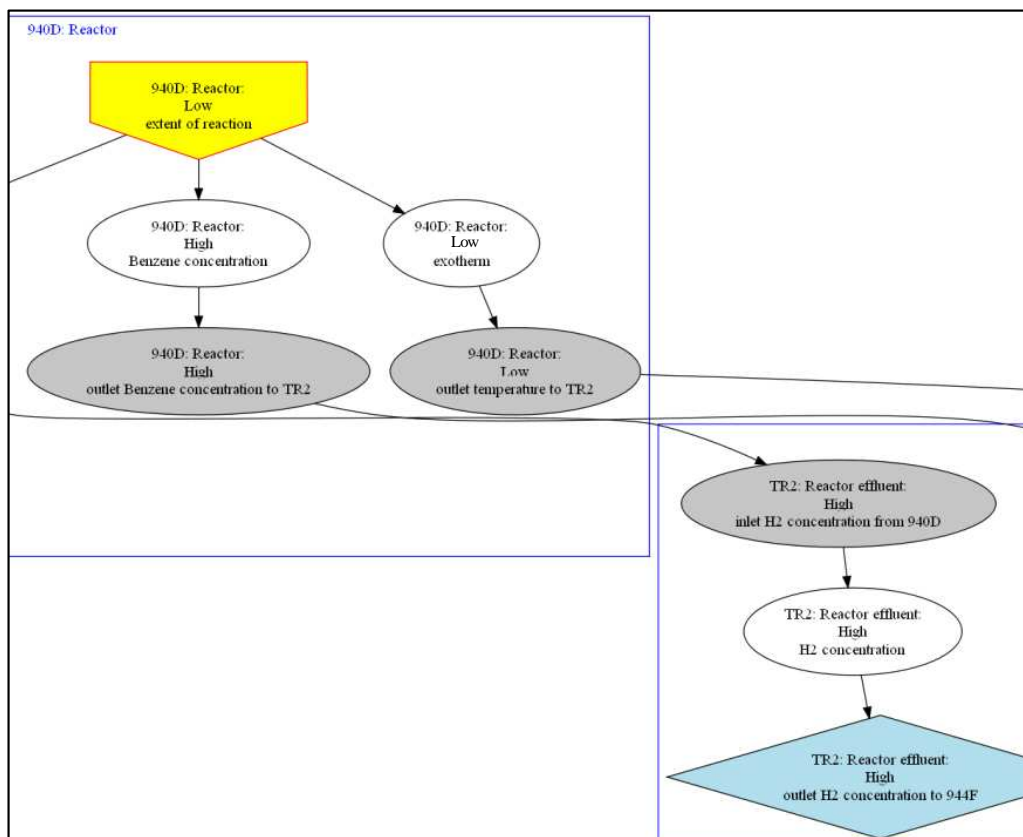 940D: Reactor
940D: Reactor:
Low
extent of reaction
940D: Reactor:
High
Benzene concentration
940D: Reactor:
Low
exotherm
940D: Reactor:
High
outlet Benzene concentration to TR2
940D: Reactor:
Low
outlet temperature to TR2
TR2: Reactor effluent:
High
inlet H2 concentration from 940D
TR2: Reactor effluent:
High
H2 concentration
TR2: Reactor effluent:
High
outlet H2 concentration to 944F